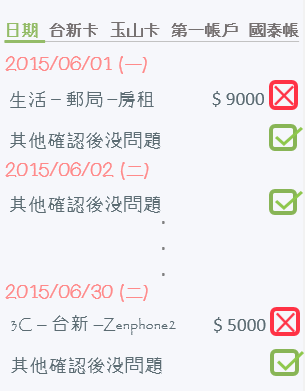 日期 台新卡 玉山卡 第一帳戶 國泰帳
2015/06/01 (一)
生活 – 郵局 –房租 $ 9000
其他確認後没問題
2015/06/02 (二)
其他確認後没問題
.
.
.
2015/06/30 (二)
3C – 台新 –Zenphone2 $ 5000
其他確認後没問題